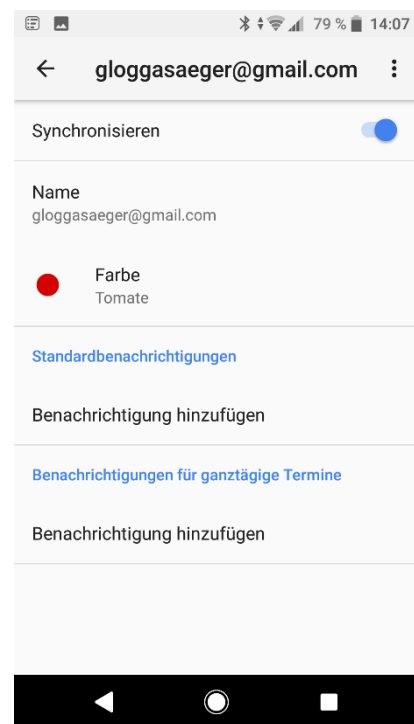 79 % 14:07
gloggasaeger@gmail.com
Synchronisieren
Name
gloggasaeger@gmail.com
Farbe
Tomate
Standardbenachrichtigungen
Benachrichtigung hinzufügen
Benachrichtigungen für ganztägige Termine
Benachrichtigung hinzufügen